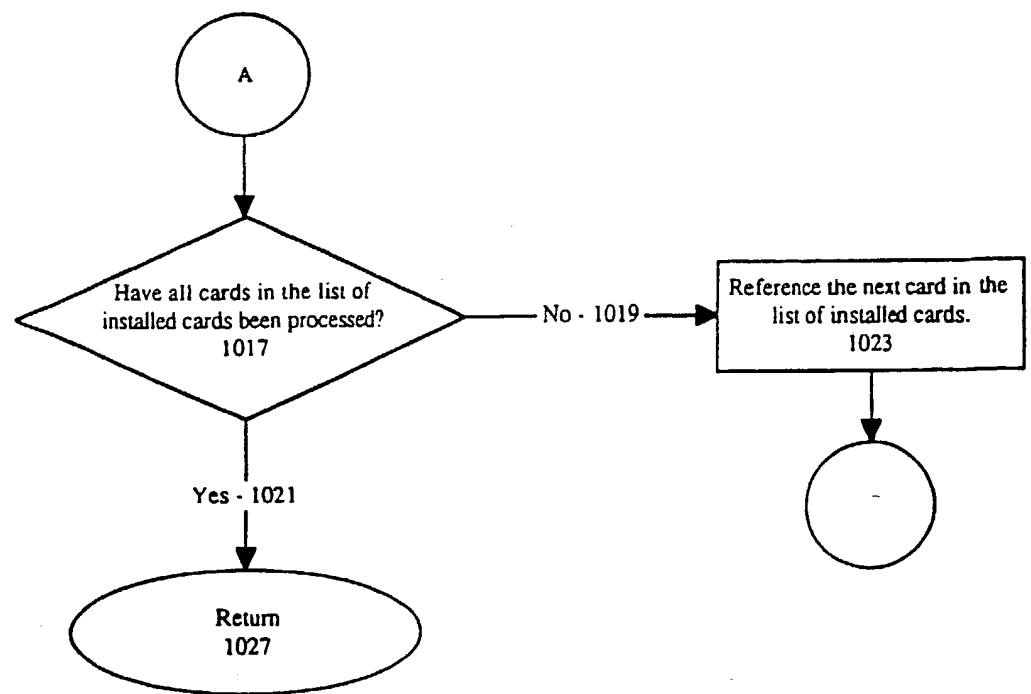 A
Have all cards in the list of
installed cards been processed?
1017
No - 1019
Reference the next card in the
list of installed cards.
1023
Yes - 1021
Return
1027